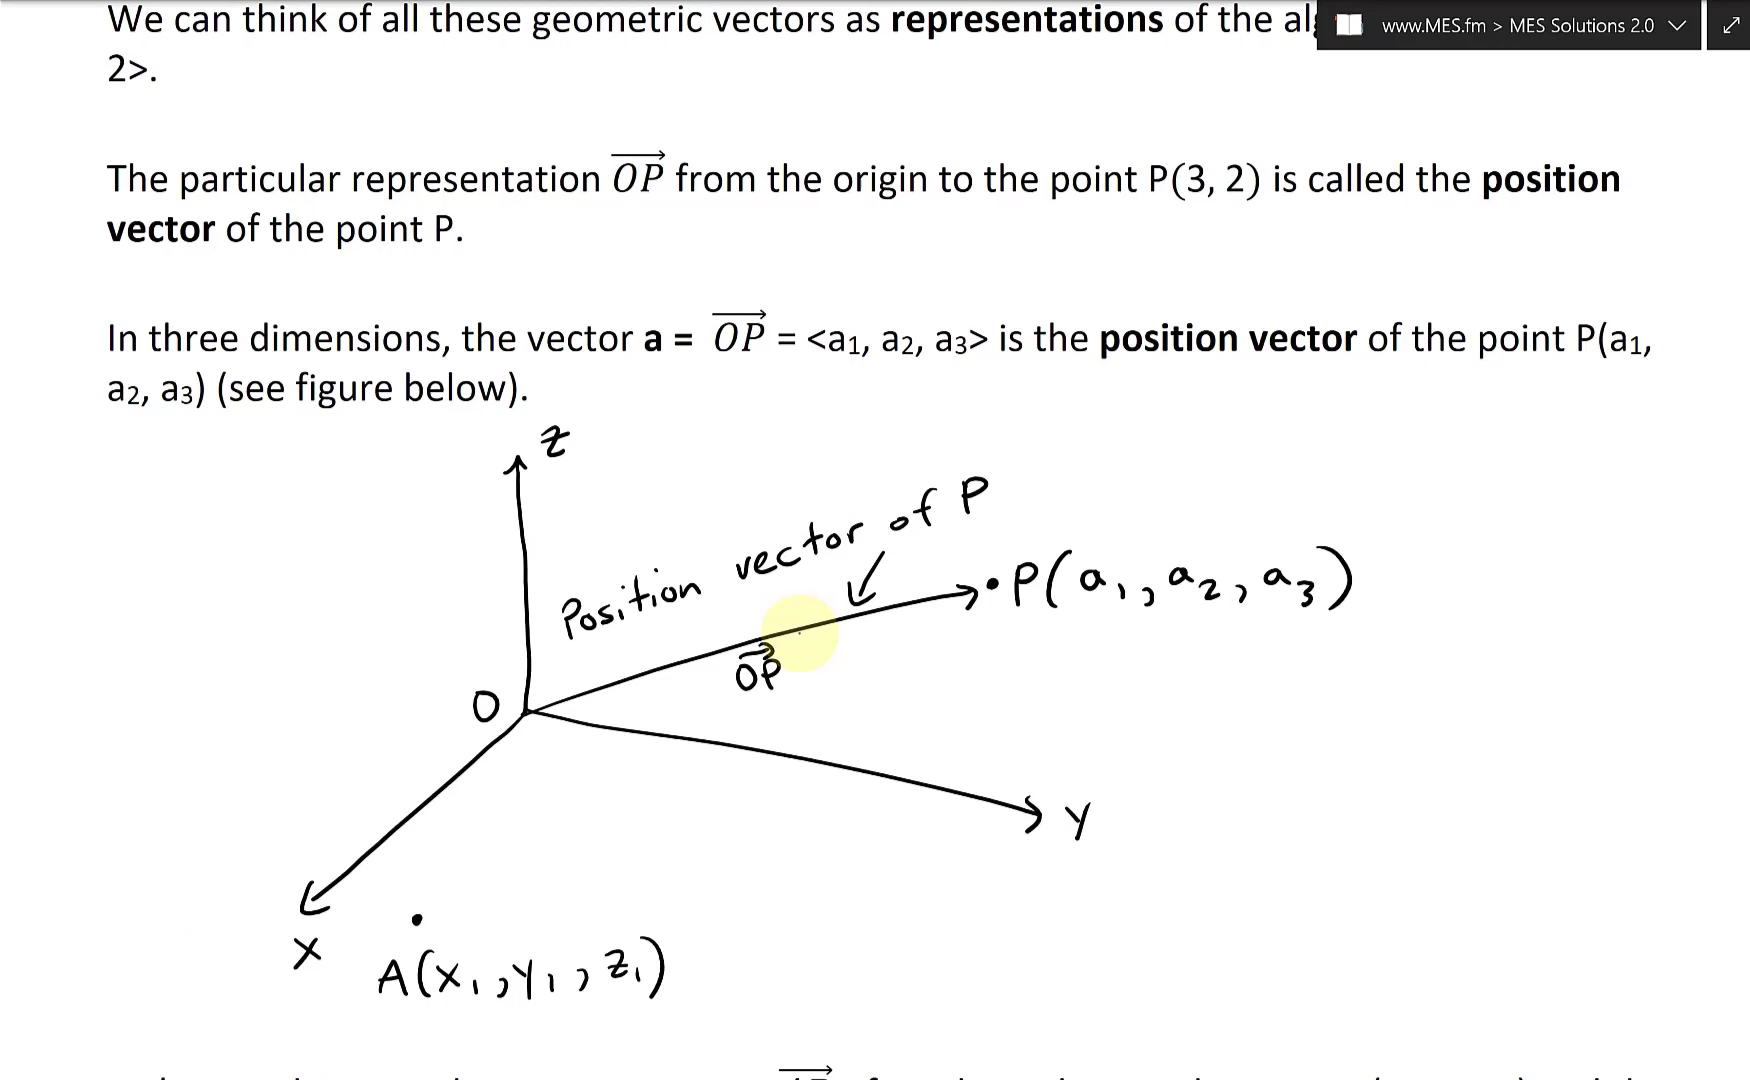 We can think of all these geometric vectors as representations of the
www.MES.fm > MES Solutions 2.0
2>.
The particular representation OP from the origin to the point P(3, 2) is called the position
vector of the point P.
In three dimensions, the vector a = OP = <a1, a2, a3> is the position vector of the point P(a1,
a2, a3) (see figure below).
Z
Position vector of P
P(a1, a2, a3)
OP
O
Y
X
A(X1, Y1, Z1)